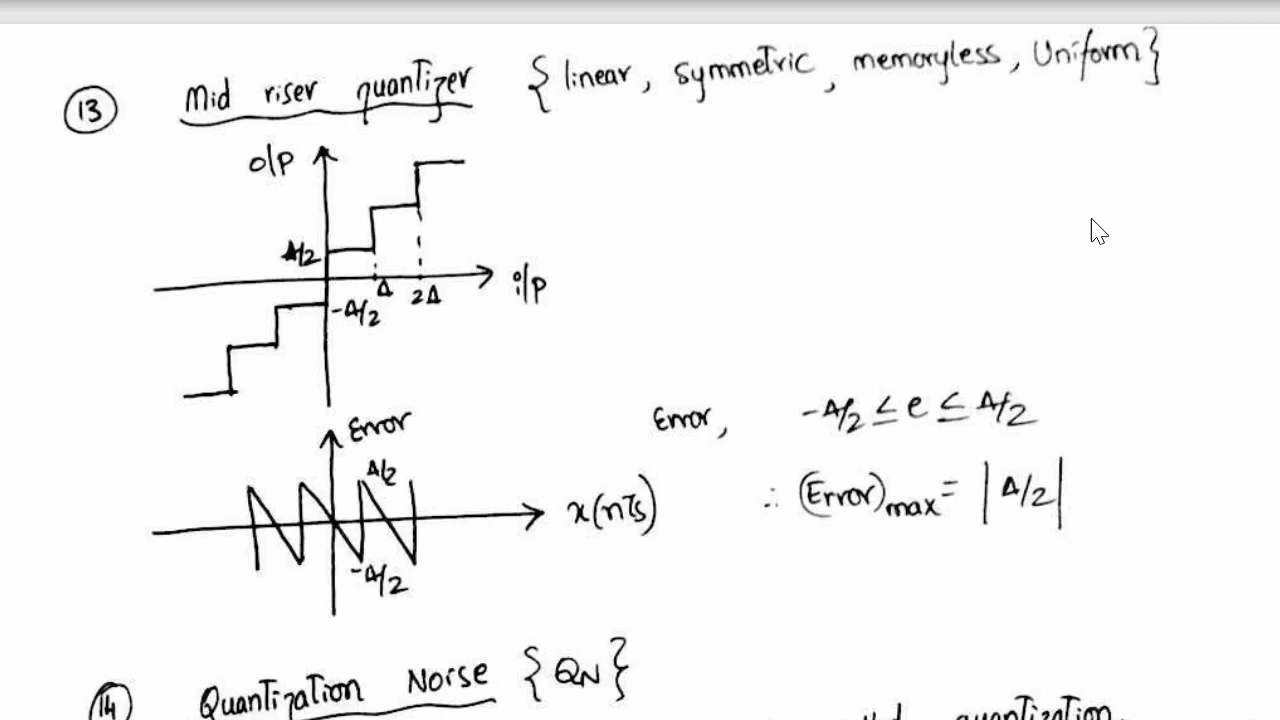 13 Mid riser quantizer {linear, symmetric, memoryless, Uniform}
o/p
Δ/2
Δ 2Δ i/p
-Δ/2
Error
Δ/2
x(nTs)
-Δ/2
Error, -Δ/2 ≤ e ≤ Δ/2
∴ (Error)max = |Δ/2|
14 Quantization Noise {QN}
quantization.